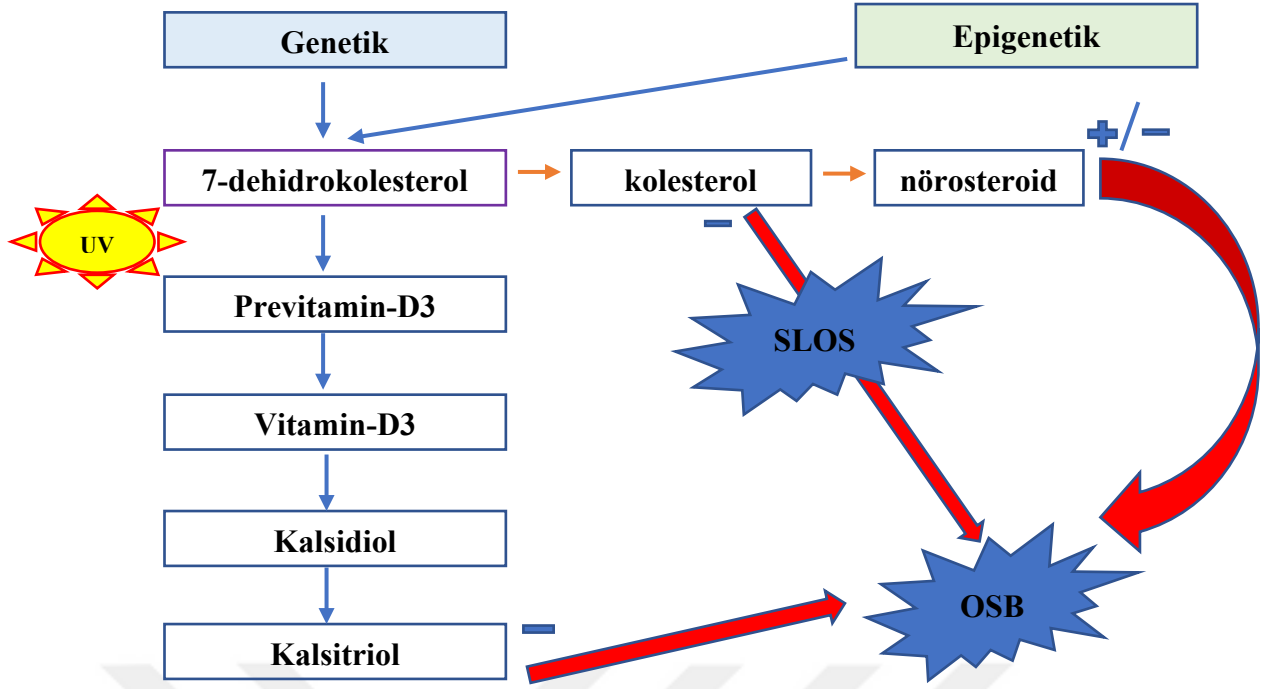 Genetik
Epigenetik
+/-
7-dehidrokolesterol
kolesterol
nörosteroid
UV
-
Previtamin-D3
SLOS
Vitamin-D3
Kalsidiol
OSB
-
Kalsitriol